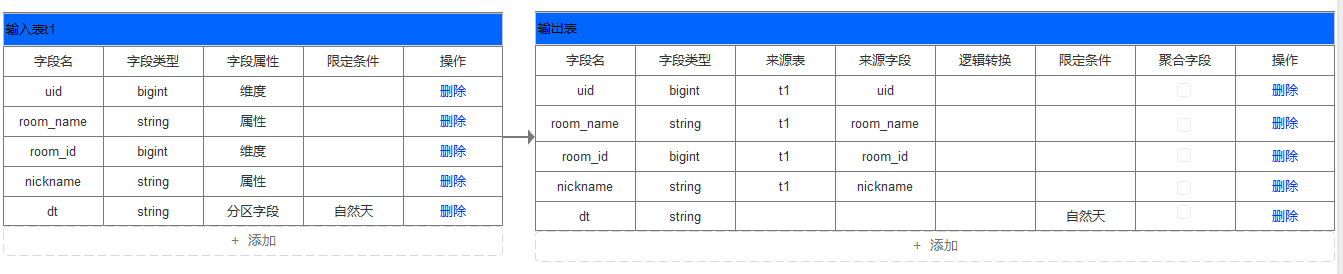 输入表t1
字段名 字段类型 字段属性 限定条件 操作
uid bigint 维度 删除
room_name string 属性 删除
room_id bigint 维度 删除
nickname string 属性 删除
dt string 分区字段 自然天 删除
+ 添加
输出表
字段名 字段类型 来源表 来源字段 逻辑转换 限定条件 聚合字段 操作
uid bigint t1 uid 删除
room_name string t1 room_name 删除
room_id bigint t1 room_id 删除
nickname string t1 nickname 删除
dt string 自然天 删除
+ 添加